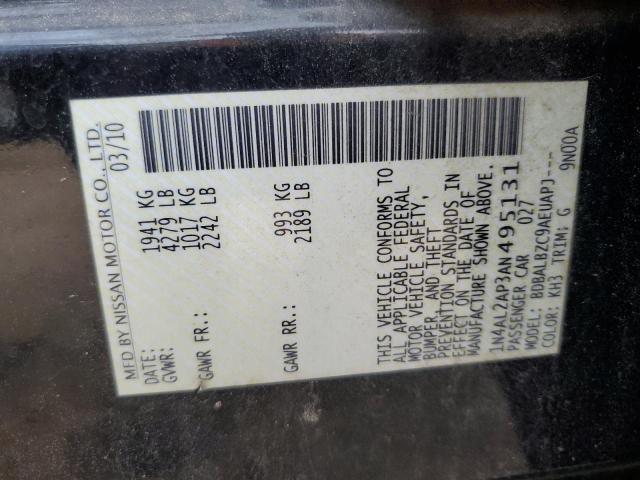 MFD BY NISSAN MOTOR CO., LTD.
DATE: 03/10
GVWR: 1941 KG
4279 LB
GAWR FR.: 1017 KG
2242 LB
GAWR RR.: 993 KG
2189 LB
THIS VEHICLE CONFORMS TO
ALL APPLICABLE FEDERAL
MOTOR VEHICLE SAFETY,
BUMPER, AND THEFT
PREVENTION STANDARDS IN
EFFECT ON THE DATE OF
MANUFACTURE SHOWN ABOVE.
1N4AL2AP3AN495131
PASSENGER CAR 027
MODEL: BDBALBZC9AEUAPJ---
COLOR: KH3 TRIM: G 9N00A